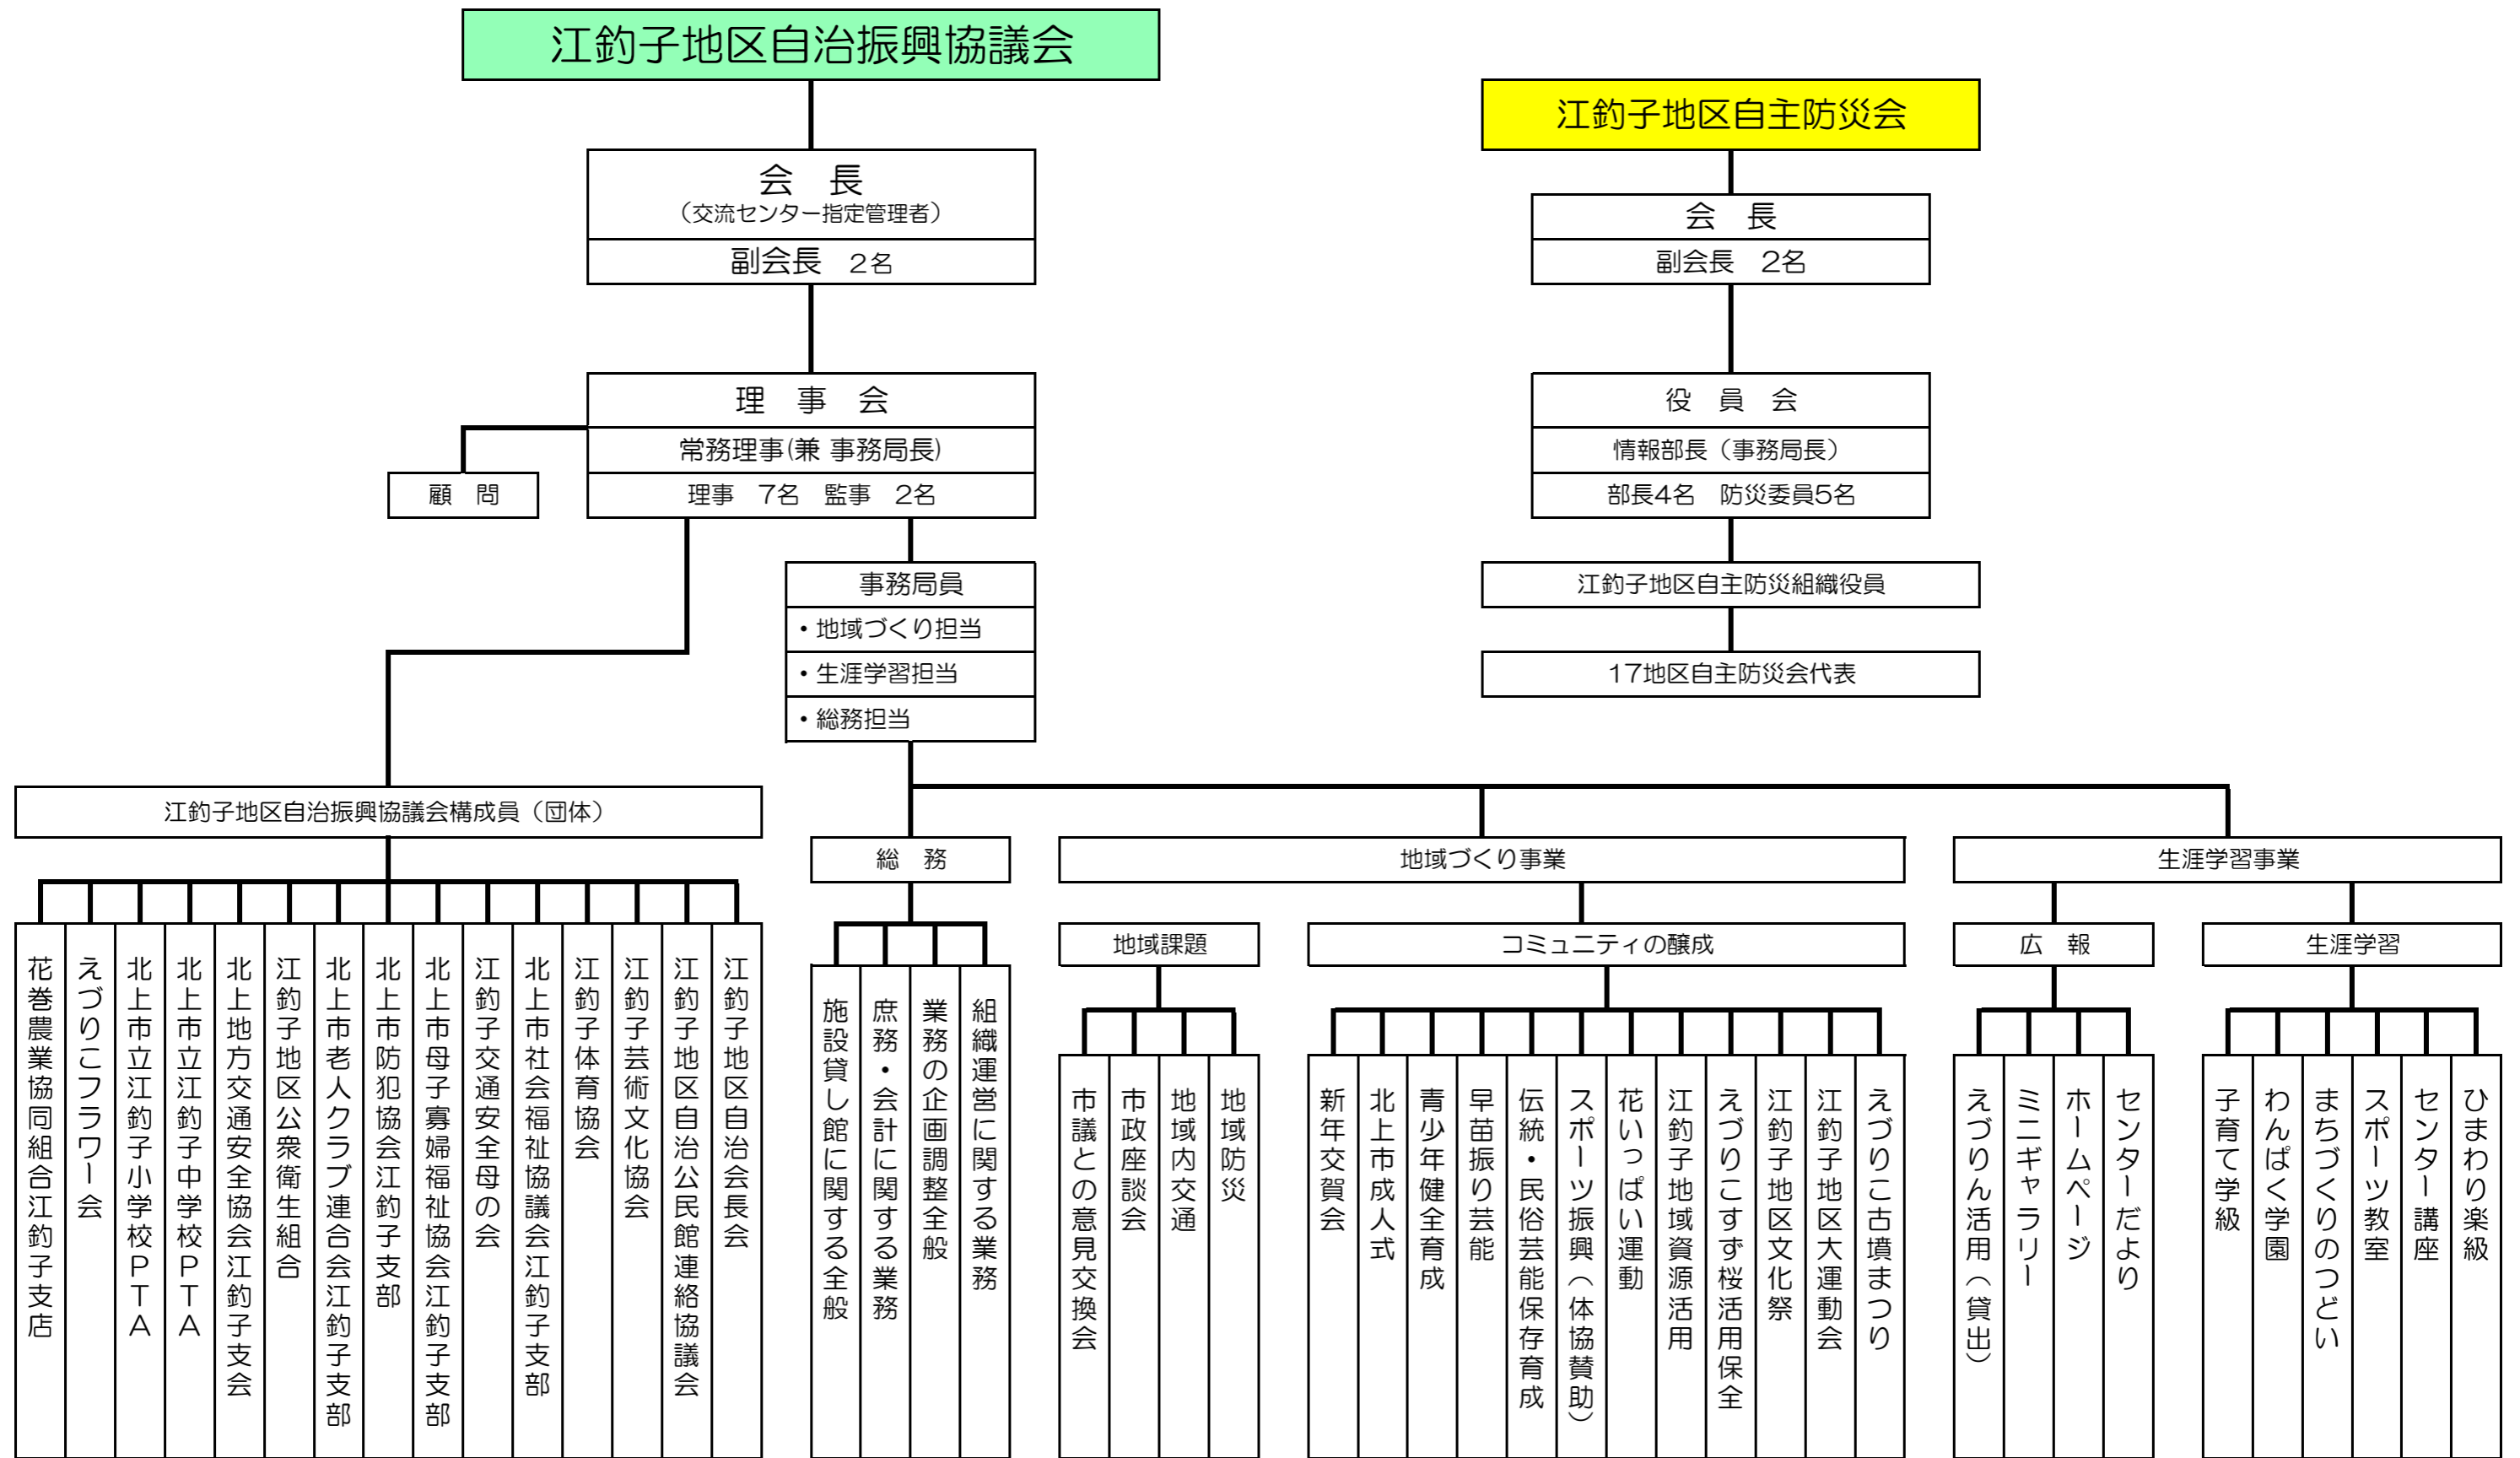 江釣子地区自治振興協議会
会　長
（交流センター指定管理者）
副会長　2名
理　事　会
常務理事(兼 事務局長)
理事　7名　監事　2名
顧　問
事務局員
・地域づくり担当
・生涯学習担当
・総務担当
江釣子地区自主防災会
会　長
副会長　2名
役　員　会
情報部長（事務局長）
部長4名　防災委員5名
江釣子地区自主防災組織役員
17地区自主防災会代表
江釣子地区自治振興協議会構成員（団体）
花巻農業協同組合江釣子支店
えづりこフラワー会
北上市立江釣子小学校ＰＴＡ
北上市立江釣子中学校ＰＴＡ
北上地方交通安全協会江釣子支会
江釣子地区公衆衛生組合
北上市老人クラブ連合会江釣子支部
北上市防犯協会江釣子支部
北上市母子寡婦福祉協会江釣子支部
江釣子交通安全母の会
北上市社会福祉協議会江釣子支部
江釣子体育協会
江釣子芸術文化協会
江釣子地区自治公民館連絡協議会
江釣子地区自治会長会
総　務
施設貸し館に関する全般
庶務・会計に関する業務
業務の企画調整全般
組織運営に関する業務
地域づくり事業
地域課題
市議との意見交換会
市政座談会
地域内交通
地域防災
コミュニティの醸成
新年交賀会
北上市成人式
青少年健全育成
早苗振り芸能
伝統・民俗芸能保存育成
スポーツ振興（体協賛助）
花いっぱい運動
江釣子地域資源活用
えづりこすず桜活用保全
江釣子地区文化祭
江釣子地区大運動会
えづりこ古墳まつり
生涯学習事業
広　報
えづりん活用（貸出）
ミニギャラリー
ホームページ
センターだより
生涯学習
子育て学級
わんぱく学園
まちづくりのつどい
スポーツ教室
センター講座
ひまわり楽級